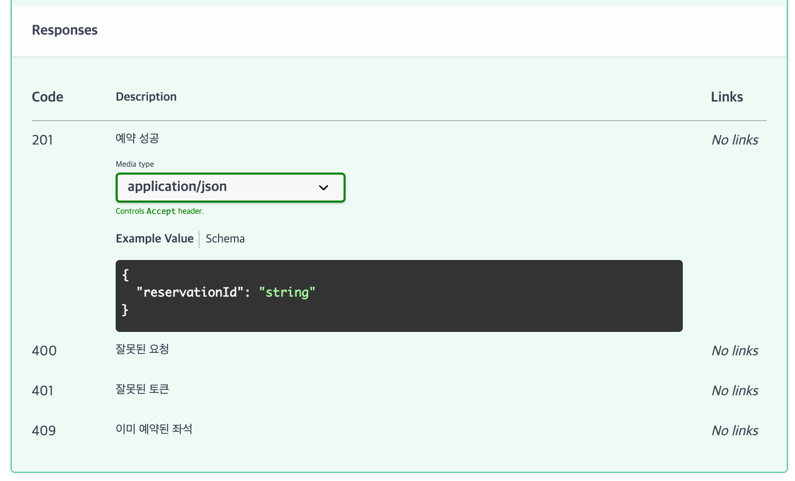 Responses
Code Description Links
201 예약 성공 No links
Media type
application/json
Controls Accept header.
Example Value Schema
{
"reservationId": "string"
}
400 잘못된 요청 No links
401 잘못된 토큰 No links
409 이미 예약된 좌석 No links